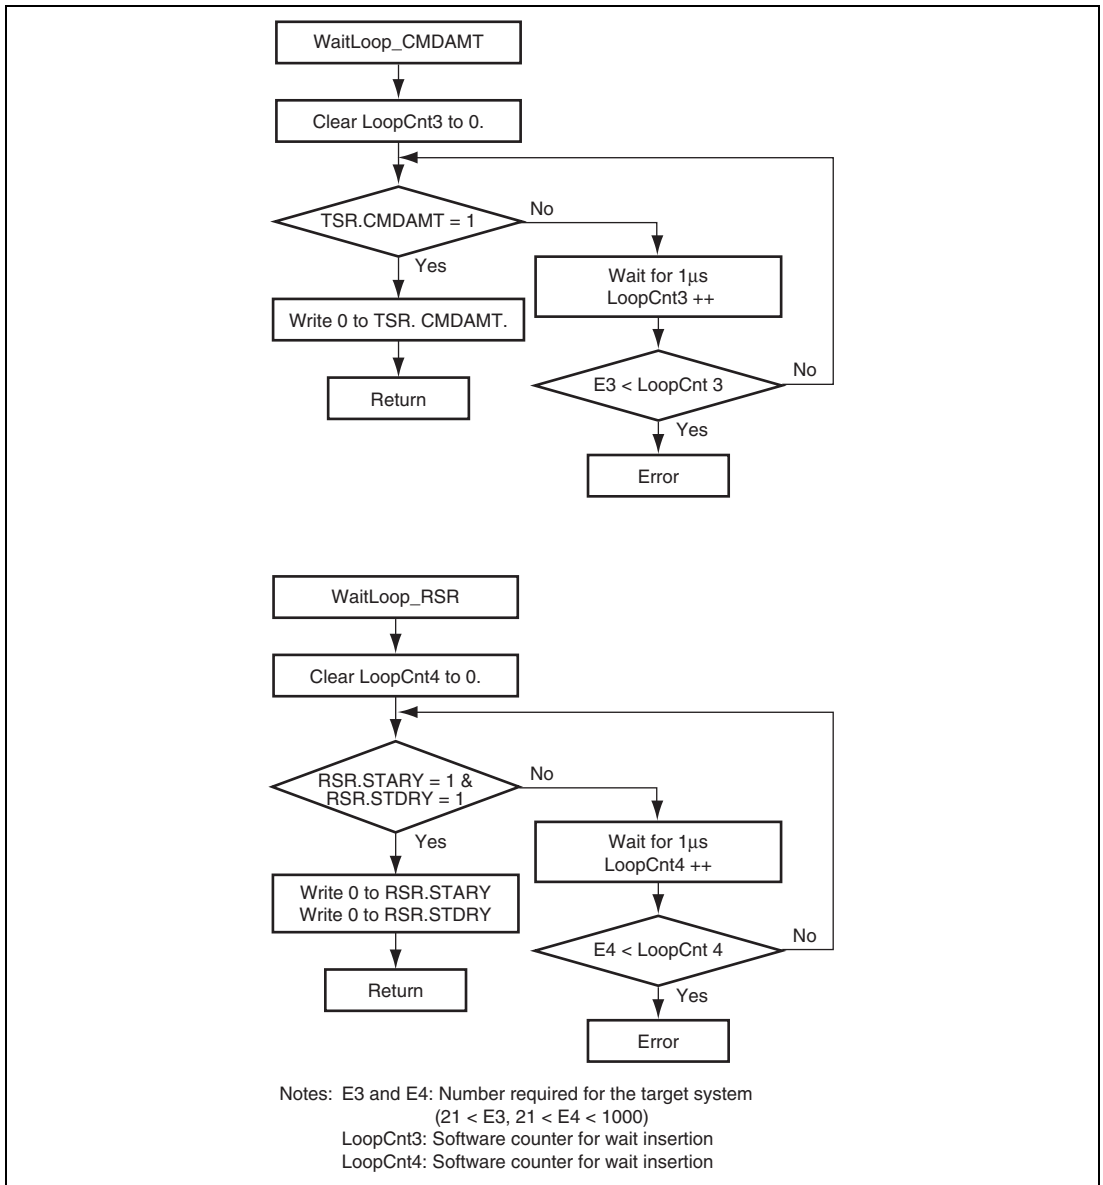 WaitLoop_CMDAMT
Clear LoopCnt3 to 0.
TSR.CMDAMT = 1
No
Yes
Wait for 1μs
LoopCnt3 ++
Write 0 to TSR. CMDAMT.
E3 < LoopCnt 3
No
Return
Yes
Error
WaitLoop_RSR
Clear LoopCnt4 to 0.
RSR.STARY = 1 &
RSR.STDRY = 1
No
Yes
Wait for 1μs
LoopCnt4 ++
Write 0 to RSR.STARY
Write 0 to RSR.STDRY
E4 < LoopCnt 4
No
Return
Yes
Error
Notes: E3 and E4: Number required for the target system
(21 < E3, 21 < E4 < 1000)
LoopCnt3: Software counter for wait insertion
LoopCnt4: Software counter for wait insertion